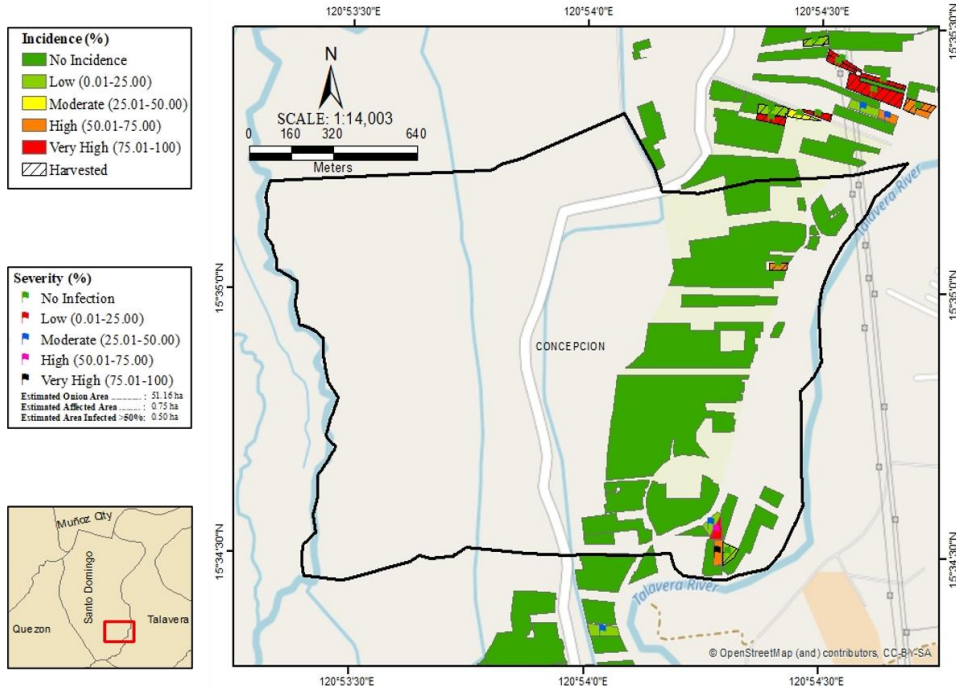 120°53'30"E 120°54'0"E 120°54'30"E
15°35'30"N
Incidence (%)
No Incidence
Low (0.01-25.00)
Moderate (25.01-50.00)
High (50.01-75.00)
Very High (75.01-100)
Harvested
N
SCALE: 1:14,003
0 160 320 640
Meters
Talavera River
15°35'0"N
15°35'0"N
Severity (%)
No Infection
Low (0.01-25.00)
Moderate (25.01-50.00)
High (50.01-75.00)
Very High (75.01-100)
Estimated Onion Area ........... : 51.16 ha
Estimated Affected Area ........ : 0.75 ha
Estimated Area Infected >50%: 0.50 ha
CONCEPCION
15°34'30"N
15°34'30"N
Muñoz City
Santo Domingo
Quezon
Talavera
Talavera River
© OpenStreetMap (and) contributors, CC-BY-SA
120°53'30"E 120°54'0"E 120°54'30"E